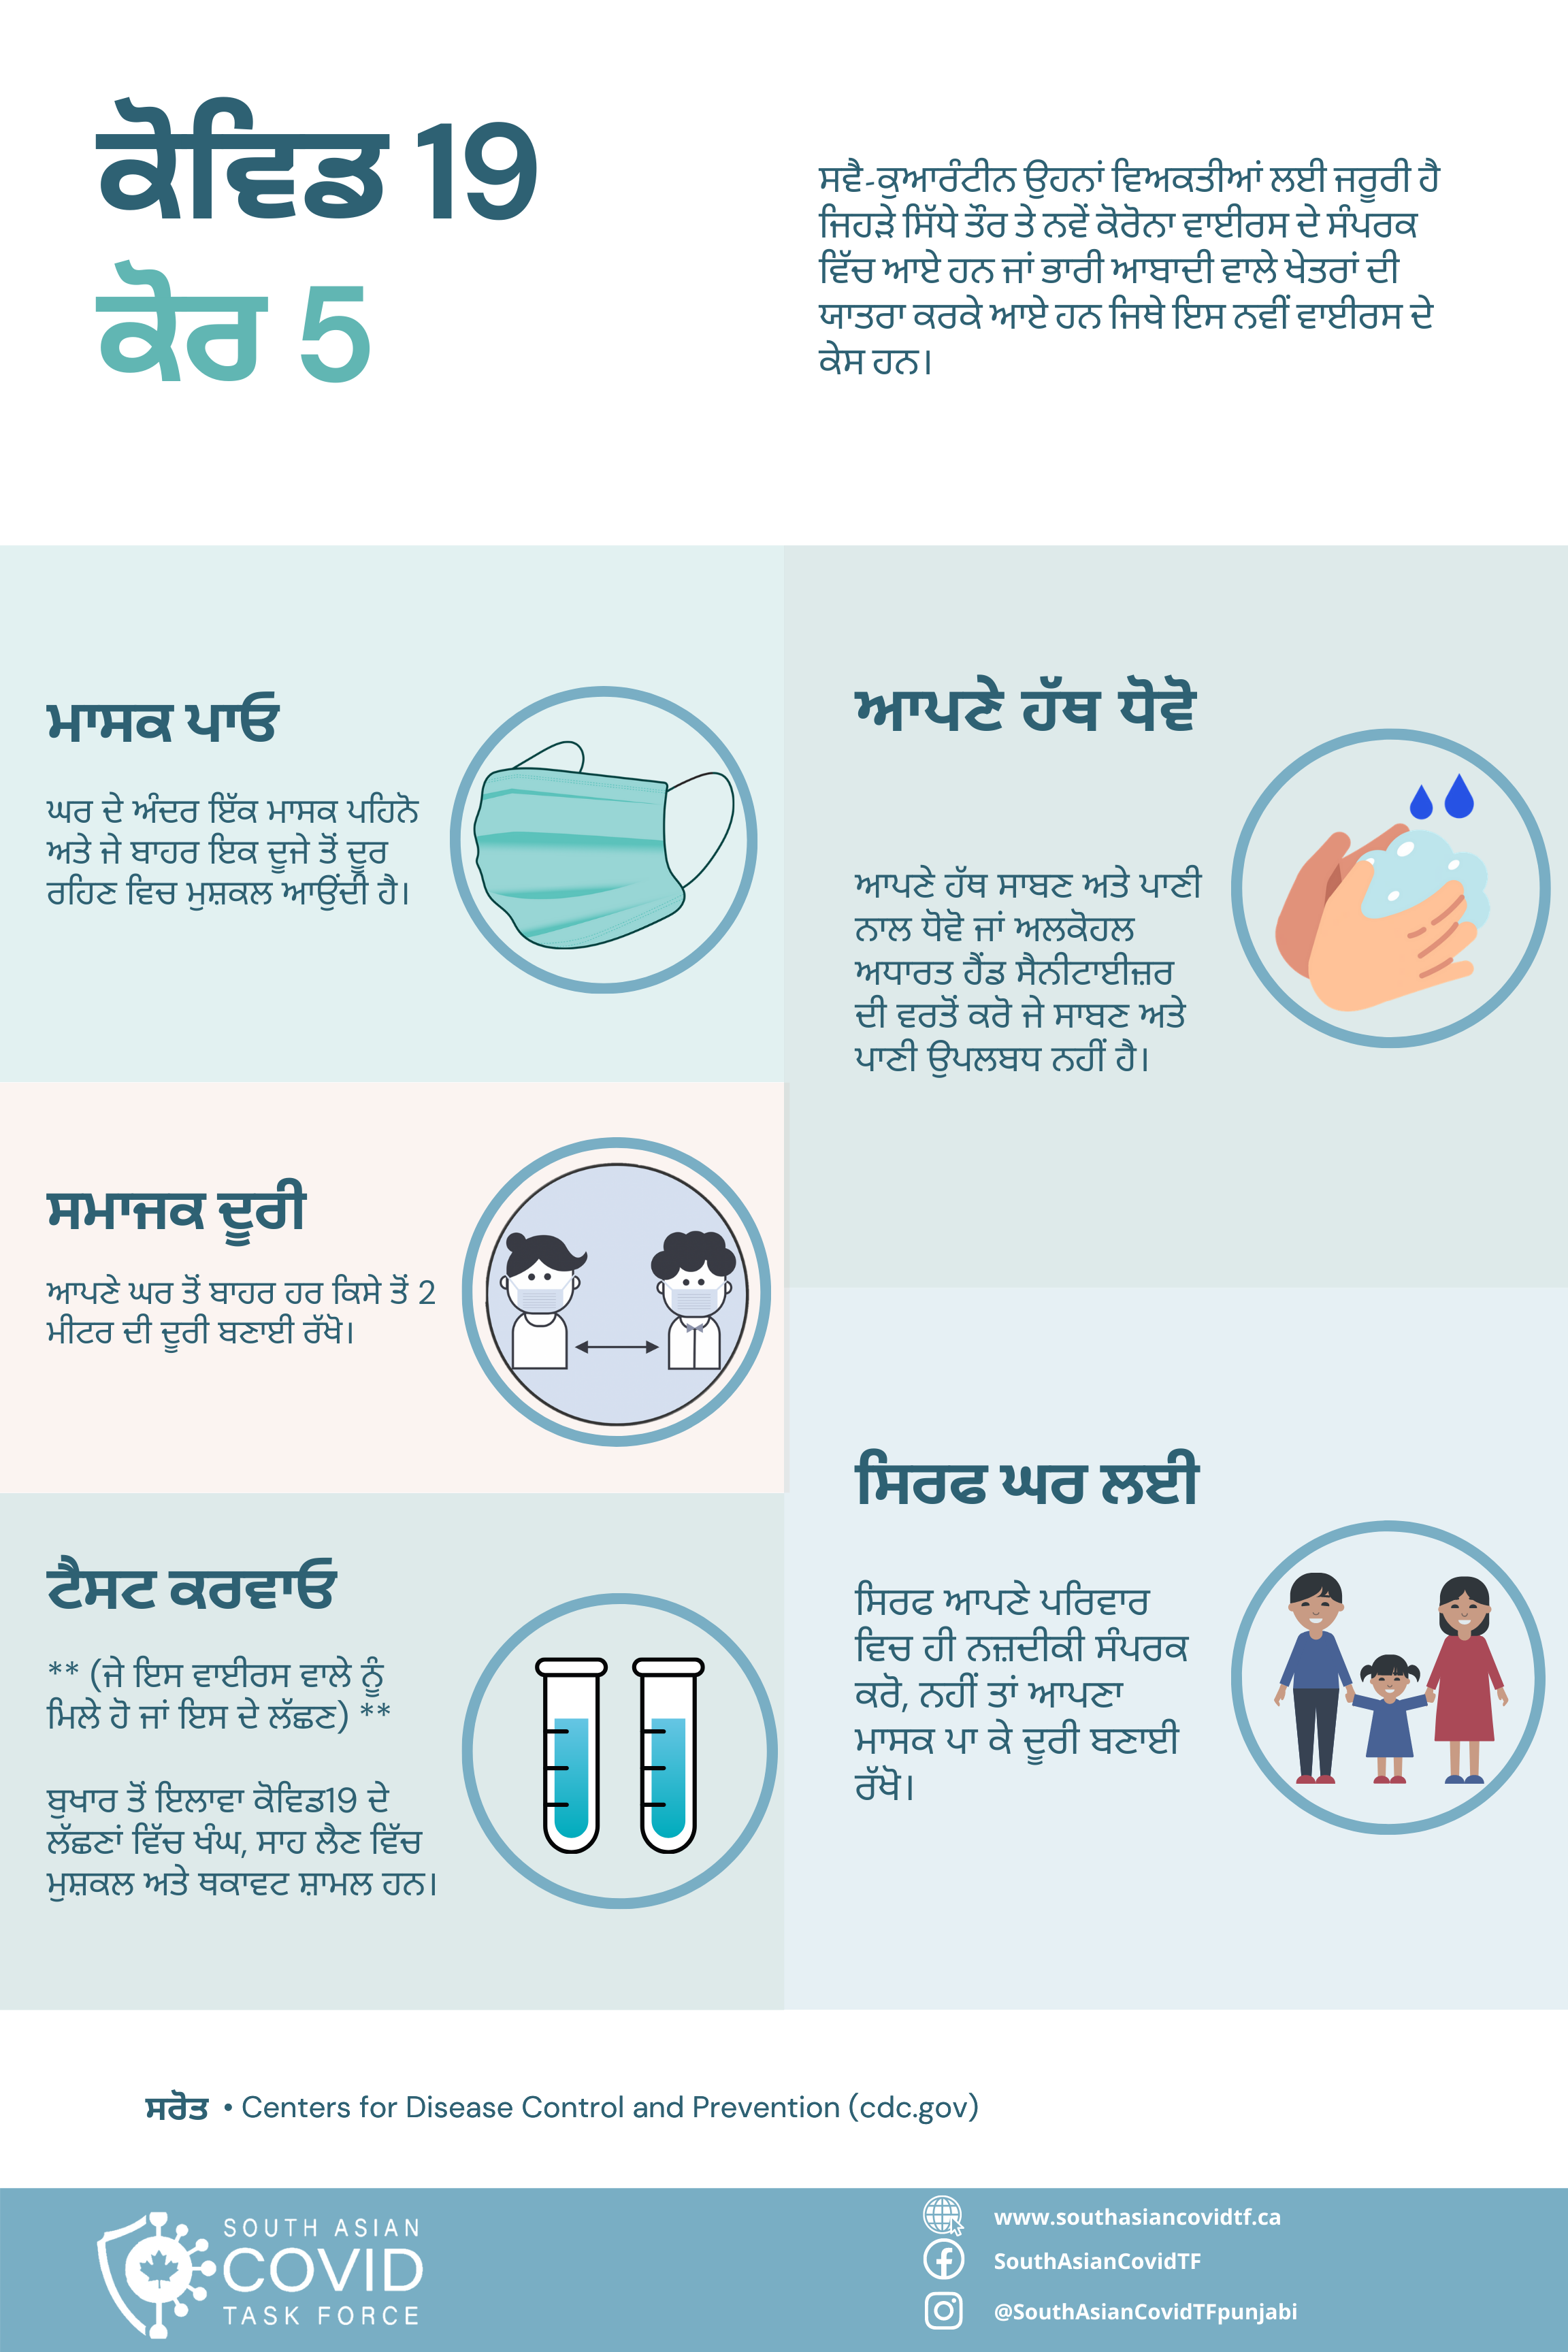 ਕੋਵਿਡ 19
ਕੋਰ 5
ਸਵੈ-ਕੁਆਰੰਟੀਨ ਉਹਨਾਂ ਵਿਅਕਤੀਆਂ ਲਈ ਜਰੂਰੀ ਹੈ
ਜਿਹੜੇ ਸਿੱਧੇ ਤੌਰ ਤੇ ਨਵੇਂ ਕੋਰੋਨਾ ਵਾਈਰਸ ਦੇ ਸੰਪਰਕ
ਵਿੱਚ ਆਏ ਹਨ ਜਾਂ ਭਾਰੀ ਆਬਾਦੀ ਵਾਲੇ ਖੇਤਰਾਂ ਦੀ
ਯਾਤਰਾ ਕਰਕੇ ਆਏ ਹਨ ਜਿਥੇ ਇਸ ਨਵੀਂ ਵਾਈਰਸ ਦੇ
ਕੇਸ ਹਨ।
ਮਾਸਕ ਪਾਓ
ਘਰ ਦੇ ਅੰਦਰ ਇੱਕ ਮਾਸਕ ਪਹਿਨੋ
ਅਤੇ ਜੇ ਬਾਹਰ ਇਕ ਦੂਜੇ ਤੋਂ ਦੂਰ
ਰਹਿਣ ਵਿਚ ਮੁਸ਼ਕਲ ਆਉਂਦੀ ਹੈ।
ਆਪਣੇ ਹੱਥ ਧੋਵੋ
ਆਪਣੇ ਹੱਥ ਸਾਬਣ ਅਤੇ ਪਾਣੀ
ਨਾਲ ਧੋਵੋ ਜਾਂ ਅਲਕੋਹਲ
ਅਧਾਰਤ ਹੈਂਡ ਸੈਨੀਟਾਈਜ਼ਰ
ਦੀ ਵਰਤੋਂ ਕਰੋ ਜੇ ਸਾਬਣ ਅਤੇ
ਪਾਣੀ ਉਪਲਬਧ ਨਹੀਂ ਹੈ।
ਸਮਾਜਕ ਦੂਰੀ
ਆਪਣੇ ਘਰ ਤੋਂ ਬਾਹਰ ਹਰ ਕਿਸੇ ਤੋਂ 2
ਮੀਟਰ ਦੀ ਦੂਰੀ ਬਣਾਈ ਰੱਖੋ।
ਟੈਸਟ ਕਰਵਾਓ
** (ਜੇ ਇਸ ਵਾਈਰਸ ਵਾਲੇ ਨੂੰ
ਮਿਲੇ ਹੋ ਜਾਂ ਇਸ ਦੇ ਲੱਛਣ) **
ਬੁਖਾਰ ਤੋਂ ਇਲਾਵਾ ਕੋਵਿਡ19 ਦੇ
ਲੱਛਣਾਂ ਵਿੱਚ ਖੰਘ, ਸਾਹ ਲੈਣ ਵਿੱਚ
ਮੁਸ਼ਕਲ ਅਤੇ ਥਕਾਵਟ ਸ਼ਾਮਲ ਹਨ।
ਸਿਰਫ ਘਰ ਲਈ
ਸਿਰਫ ਆਪਣੇ ਪਰਿਵਾਰ
ਵਿਚ ਹੀ ਨਜ਼ਦੀਕੀ ਸੰਪਰਕ
ਕਰੋ, ਨਹੀਂ ਤਾਂ ਆਪਣਾ
ਮਾਸਕ ਪਾ ਕੇ ਦੂਰੀ ਬਣਾਈ
ਰੱਖੋ।
ਸਰੋਤ • Centers for Disease Control and Prevention (cdc.gov)
SOUTH ASIAN
COVID
TASK FORCE
www.southasiancovidtf.ca
SouthAsianCovidTF
@SouthAsianCovidTFpunjabi